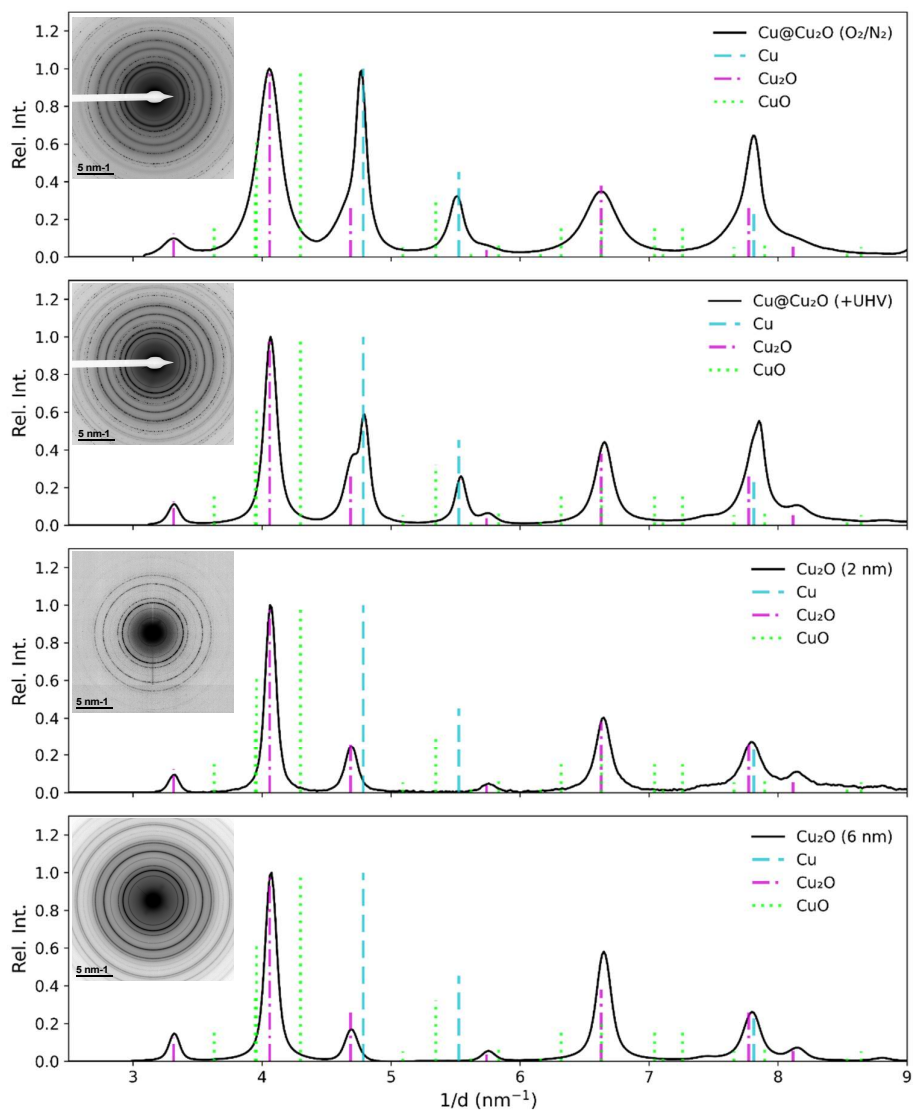 1.2
1.0
0.8
0.6
0.4
0.2
0.0
Rel. Int.
5 nm-1
Cu@Cu₂O (O₂/N₂)
Cu
Cu₂O
CuO
1.2
1.0
0.8
0.6
0.4
0.2
0.0
Rel. Int.
5 nm-1
Cu@Cu₂O (+UHV)
Cu
Cu₂O
CuO
1.2
1.0
0.8
0.6
0.4
0.2
0.0
Rel. Int.
5 nm-1
Cu₂O (2 nm)
Cu
Cu₂O
CuO
1.2
1.0
0.8
0.6
0.4
0.2
0.0
Rel. Int.
5 nm-1
Cu₂O (6 nm)
Cu
Cu₂O
CuO
3 4 5 6 7 8 9
1/d (nm⁻¹)